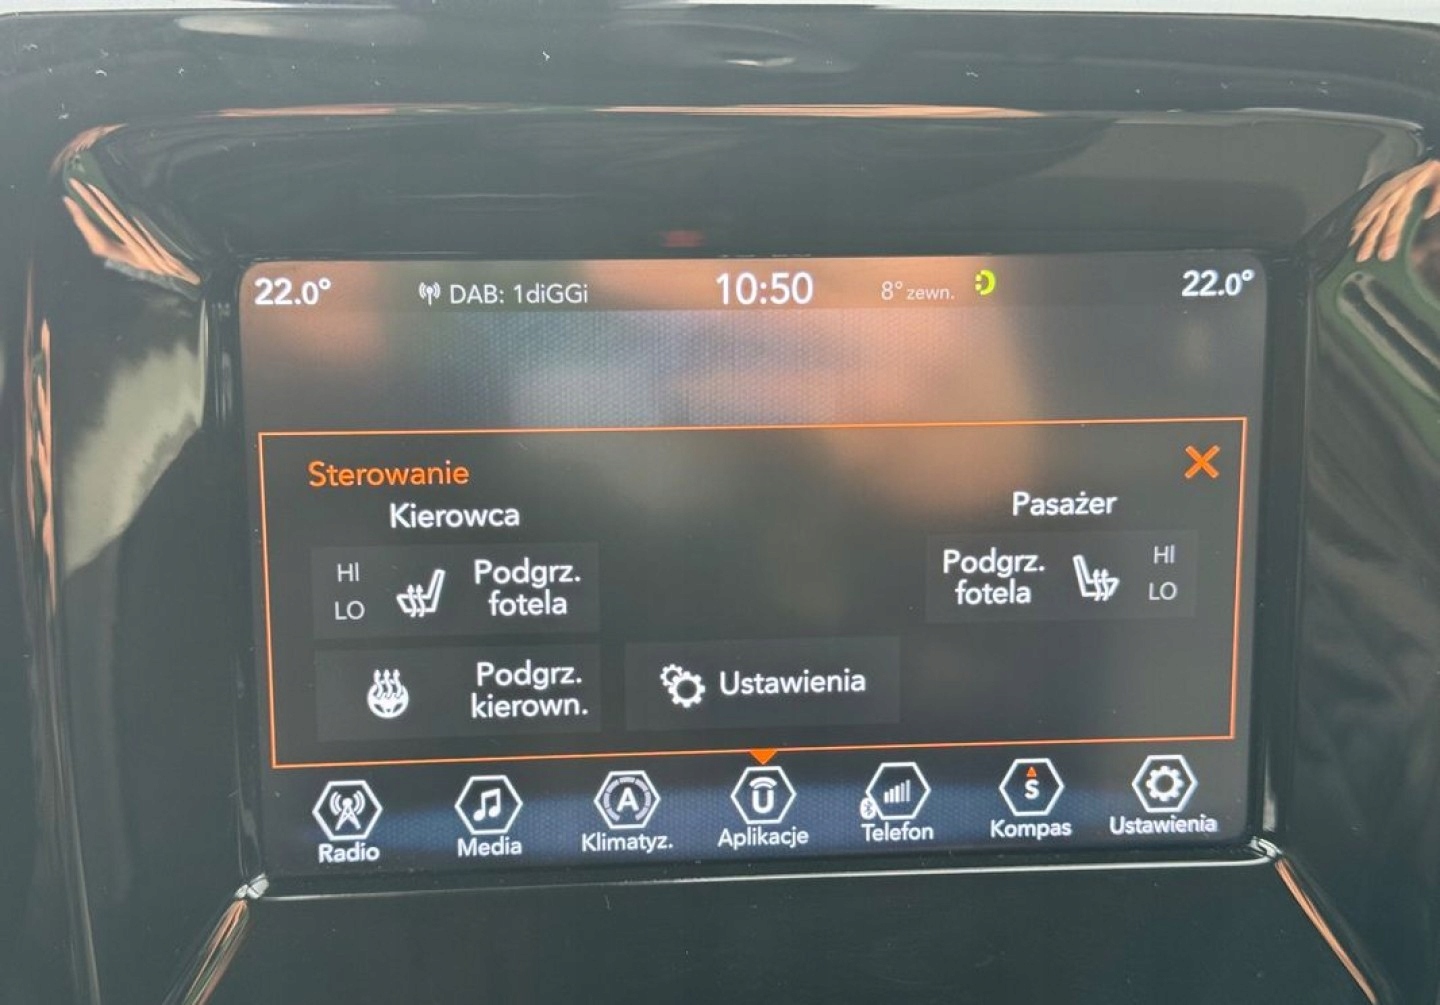 22.0° DAB: 1diGGi 10:50 8° zewn. 22.0°
Sterowanie
Kierowca
Pasażer
HI
LO
Podgrz.
fotela
Podgrz.
fotela
HI
LO
Podgrz.
kierown.
Ustawienia
A
U
S
Radio
Media
Klimatyz.
Aplikacje
Telefon
Kompas
Ustawienia